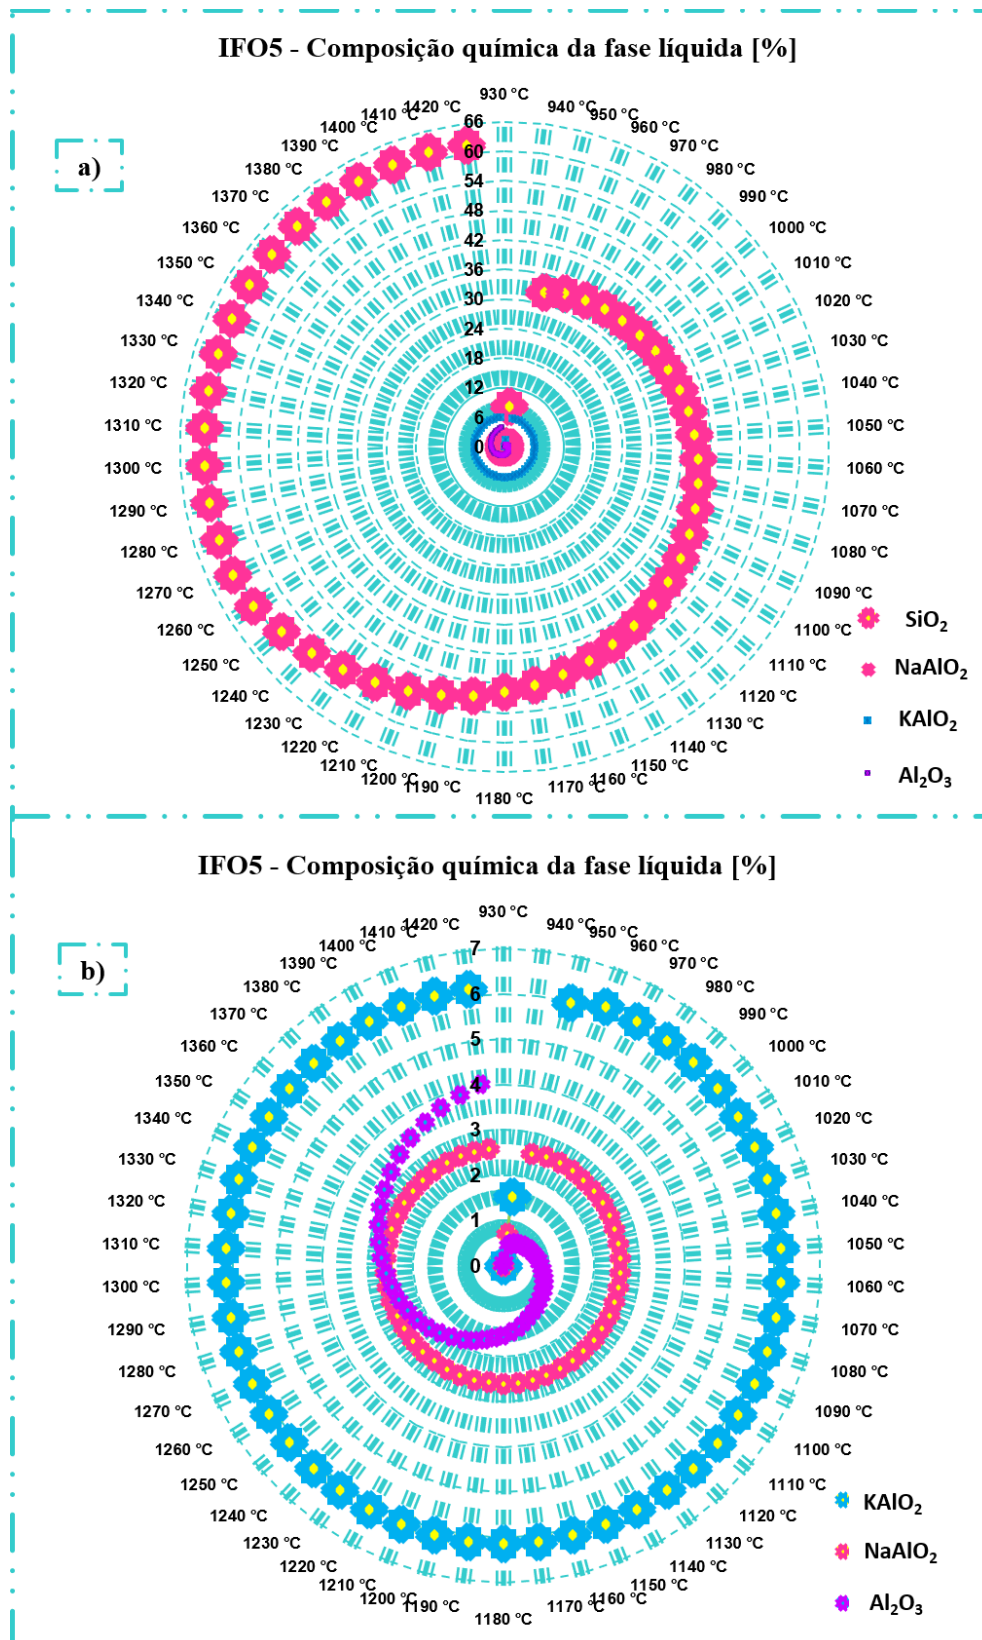 IFO5 - Composição química da fase líquida [%]
a)
930 °C
940 °C
950 °C
960 °C
970 °C
980 °C
990 °C
1000 °C
1010 °C
1020 °C
1030 °C
1040 °C
1050 °C
1060 °C
1070 °C
1080 °C
1090 °C
1100 °C
1110 °C
1120 °C
1130 °C
1140 °C
1150 °C
1160 °C
1170 °C
1180 °C
1190 °C
1200 °C
1210 °C
1220 °C
1230 °C
1240 °C
1250 °C
1260 °C
1270 °C
1280 °C
1290 °C
1300 °C
1310 °C
1320 °C
1330 °C
1340 °C
1350 °C
1360 °C
1370 °C
1380 °C
1390 °C
1400 °C
1410 °C
1420 °C
66
60
54
48
42
36
30
24
18
12
6
0
SiO₂
NaAlO₂
KAlO₂
Al₂O₃
IFO5 - Composição química da fase líquida [%]
b)
930 °C
940 °C
950 °C
960 °C
970 °C
980 °C
990 °C
1000 °C
1010 °C
1020 °C
1030 °C
1040 °C
1050 °C
1060 °C
1070 °C
1080 °C
1090 °C
1100 °C
1110 °C
1120 °C
1130 °C
1140 °C
1150 °C
1160 °C
1170 °C
1180 °C
1190 °C
1200 °C
1210 °C
1220 °C
1230 °C
1240 °C
1250 °C
1260 °C
1270 °C
1280 °C
1290 °C
1300 °C
1310 °C
1320 °C
1330 °C
1340 °C
1350 °C
1360 °C
1370 °C
1380 °C
1390 °C
1400 °C
1410 °C
1420 °C
7
6
5
4
3
2
1
0
KAlO₂
NaAlO₂
Al₂O₃